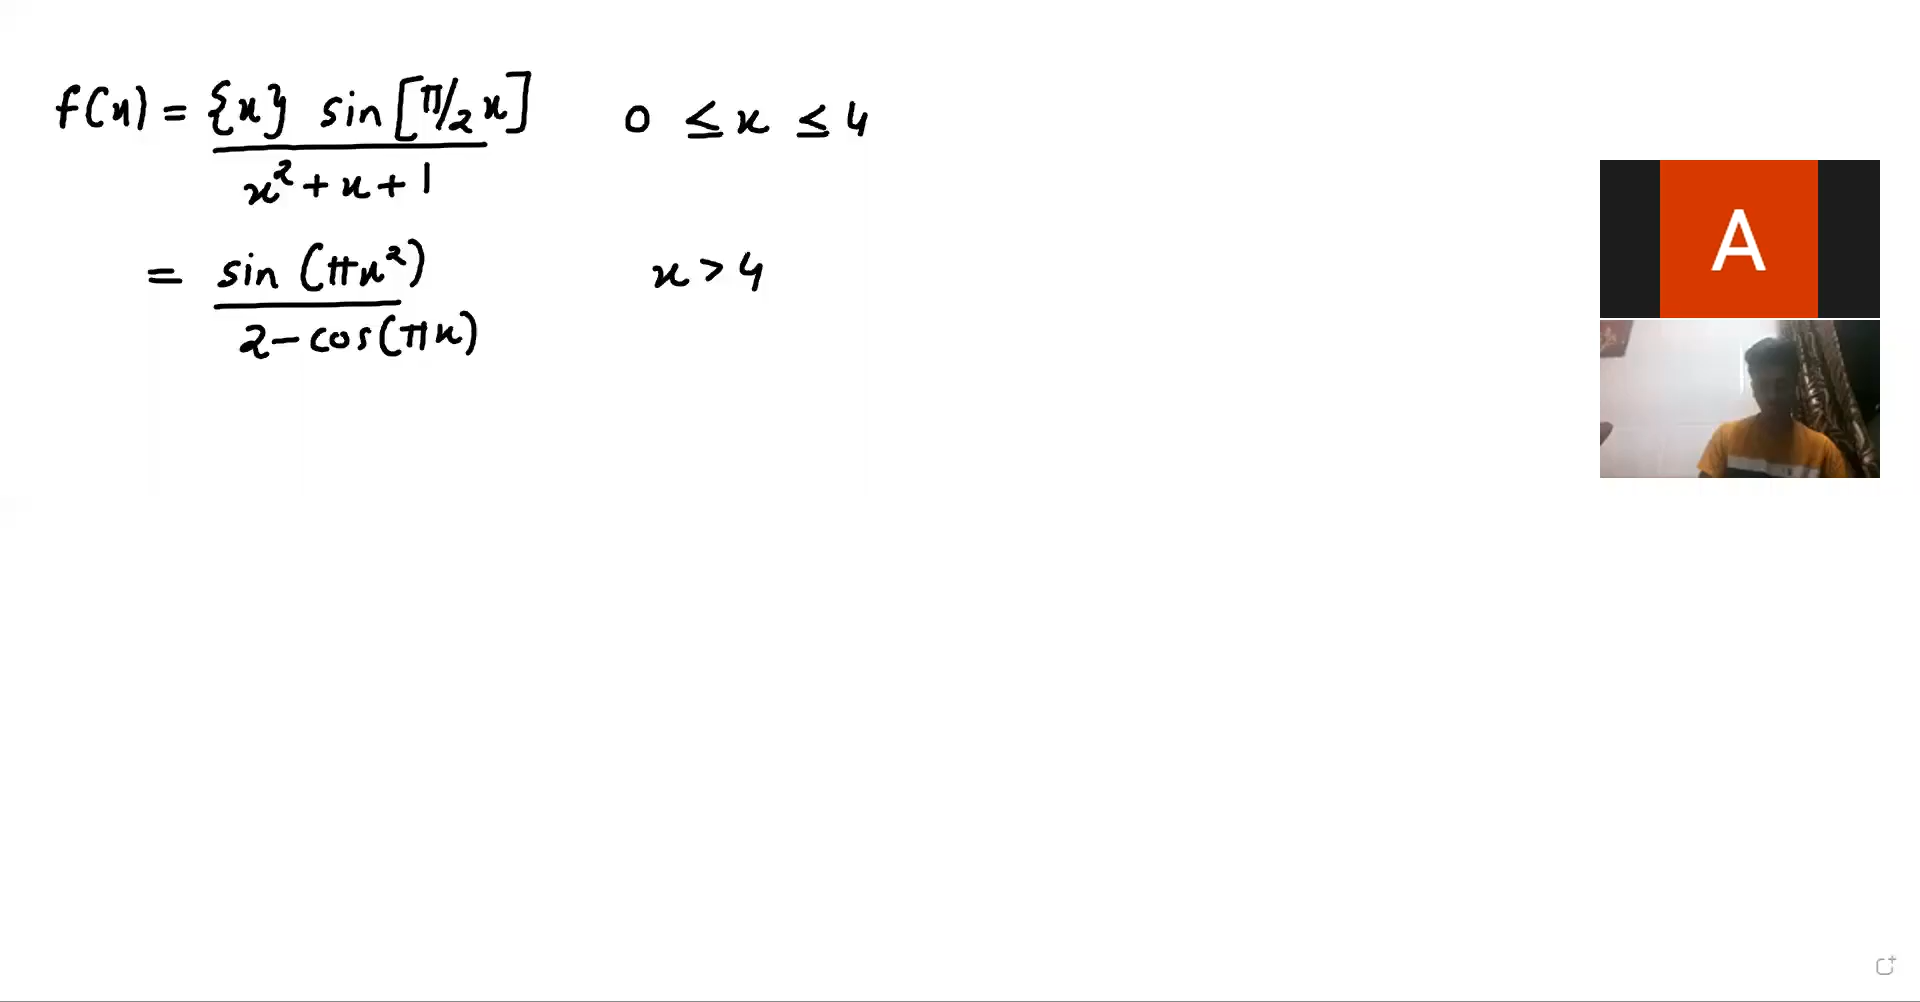 f(x) = {x} sin[π/2 x] 0 ≤ x ≤ 4
x² + x + 1
= sin (πx²) x > 4
2 - cos(πx)
A